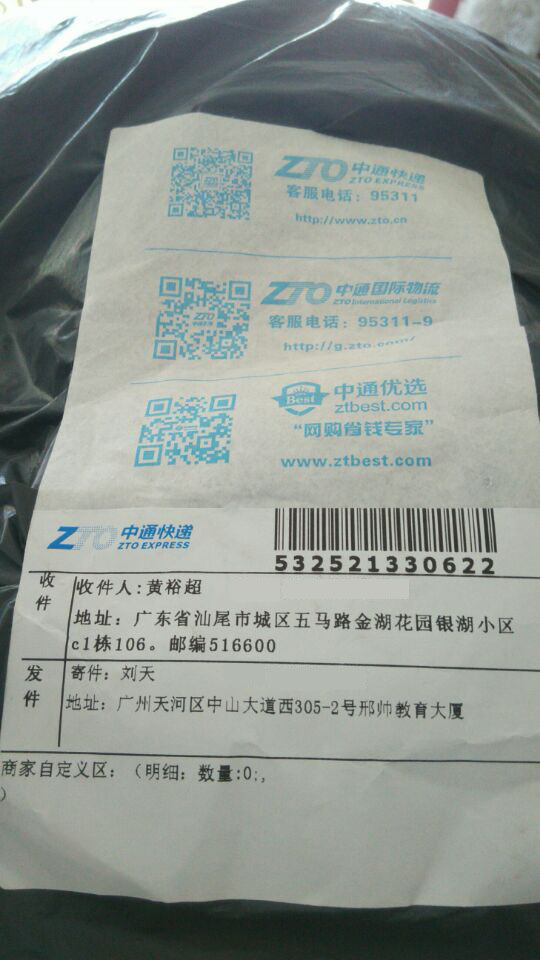 ZTO 中通快递
ZTO EXPRESS
客服电话：95311
http://www.zto.cn
ZTO 中通国际物流
ZTO International Logistics
客服电话：95311-9
http://g.zto.com/
Best 中通优选
ztbest.com
“网购省钱专家”
www.ztbest.com
ZTO 中通快递
ZTO EXPRESS
532521330622
收件 收件人:黄裕超
地址：广东省汕尾市城区五马路金湖花园银湖小区
c1栋106。邮编516600
发件 寄件：刘天
地址：广州天河区中山大道西305-2号邢帅教育大厦
商家自定义区：（明细：数量:0;,
）